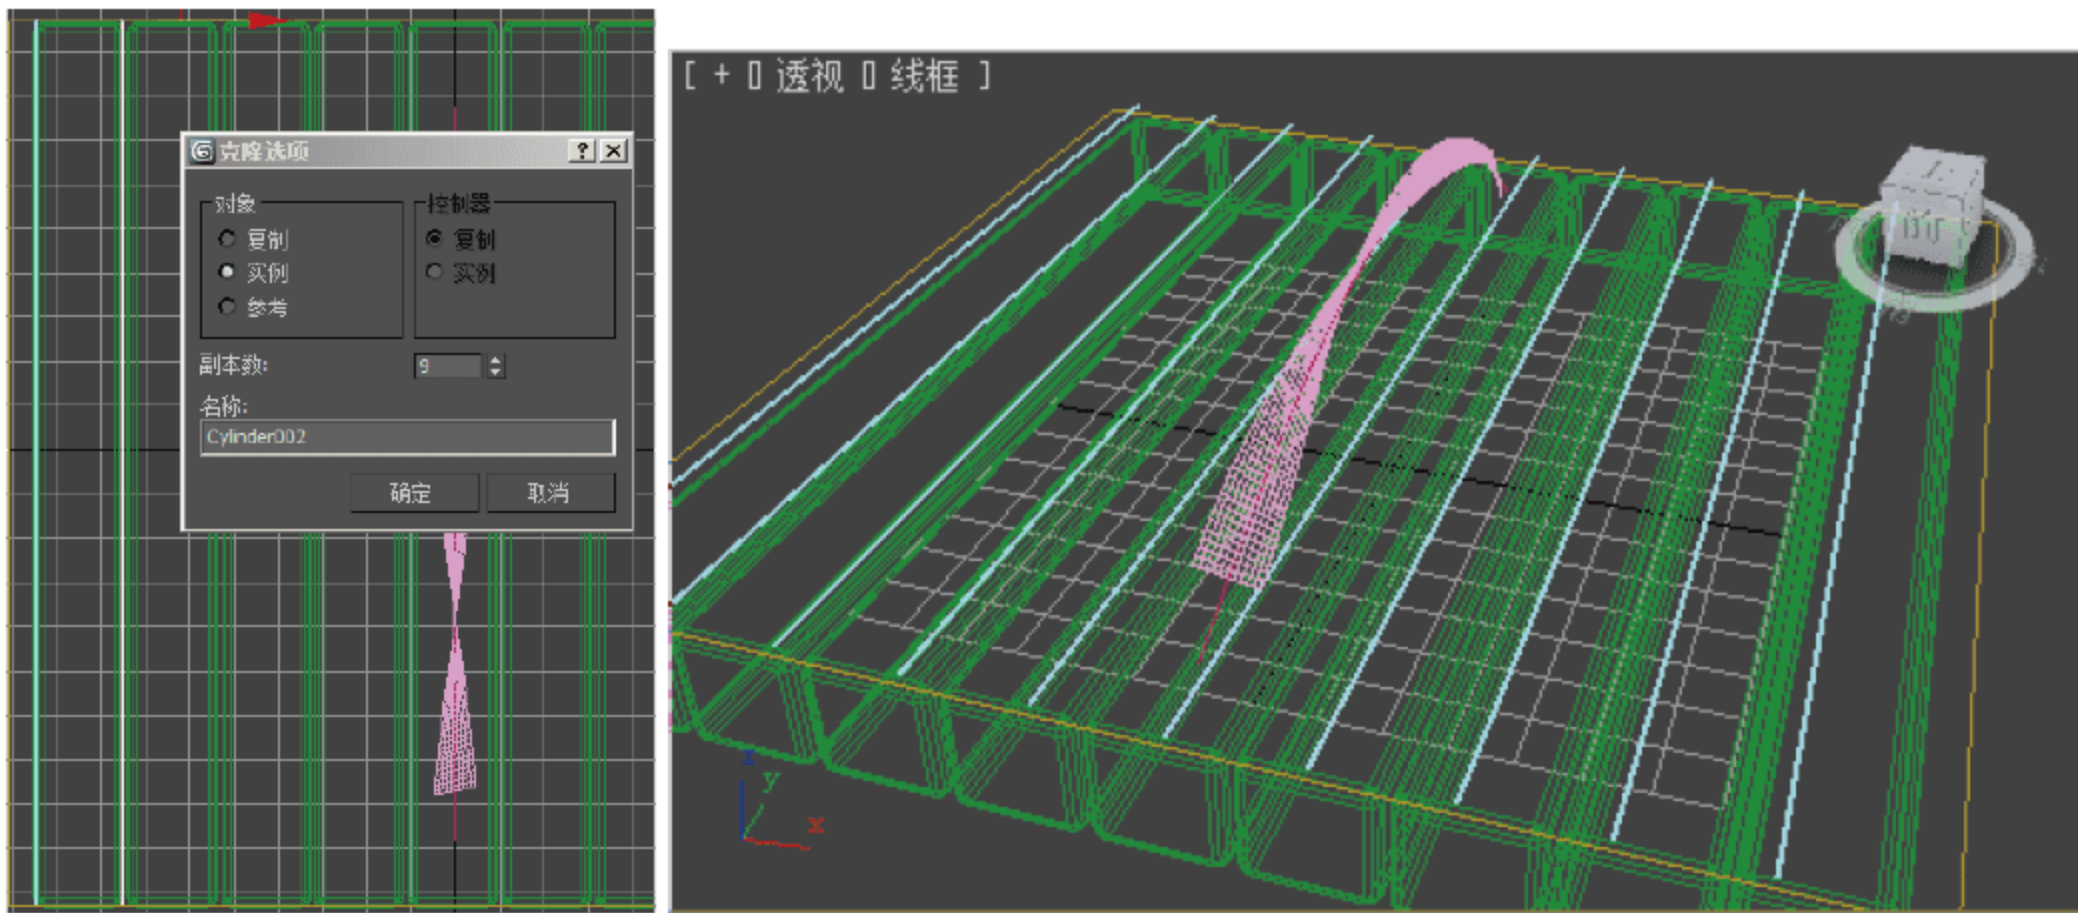 克隆选项
? ×
对象
复制
实例
参考
控制器
复制
实例
副本数:
9
名称:
Cylinder002
确定
取消
[ + [] 透视 [] 线框 ]
前
z
y
x